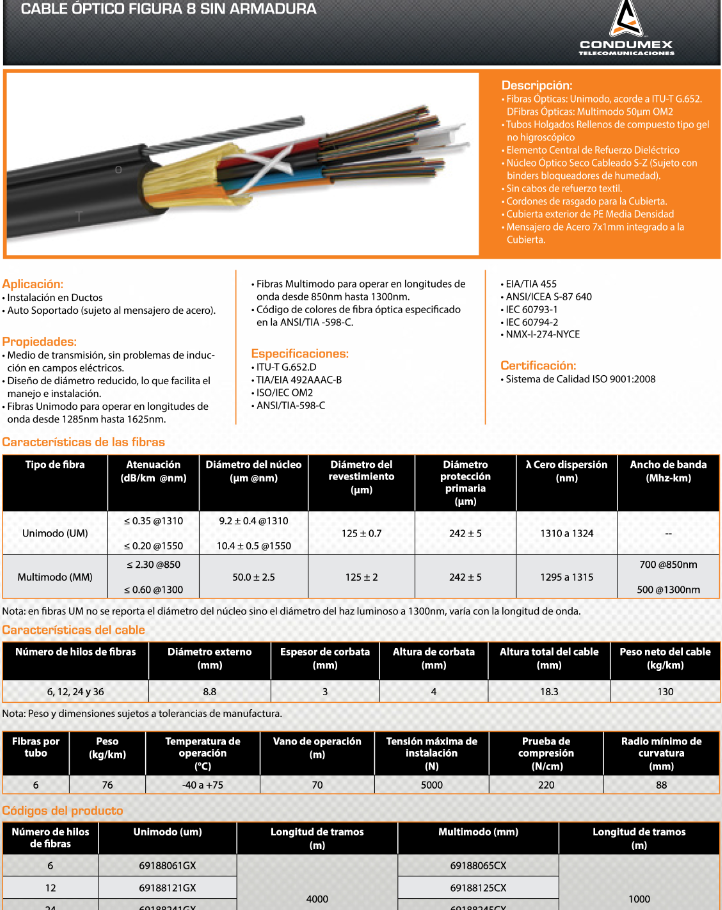 CABLE ÓPTICO FIGURA 8 SIN ARMADURA
CONDUMEX
TELECOMUNICACIONES
Descripción:
• Fibras Ópticas: Unimodo, acorde a ITU-T G.652.
DFibras Ópticas: Multimodo 50µm OM2
• Tubos Holgados Rellenos de compuesto tipo gel
no higroscópico
• Elemento Central de Refuerzo Dieléctrico
• Núcleo Óptico Seco Cableado S-Z (Sujeto con
binders bloqueadores de humedad).
• Sin cabos de refuerzo textil.
• Cordones de rasgado para la Cubierta.
• Cubierta exterior de PE Media Densidad
• Mensajero de Acero 7x1mm integrado a la
Cubierta.
Aplicación:
• Instalación en Ductos
• Auto Soportado (sujeto al mensajero de acero).
Propiedades:
• Medio de transmisión, sin problemas de induc-
ción en campos eléctricos.
• Diseño de diámetro reducido, lo que facilita el
manejo e instalación.
• Fibras Unimodo para operar en longitudes de
onda desde 1285nm hasta 1625nm.
• Fibras Multimodo para operar en longitudes de
onda desde 850nm hasta 1300nm.
• Código de colores de fibra óptica especificado
en la ANSI/TIA -598-C.
Especificaciones:
• ITU-T G.652.D
• TIA/EIA 492AAAC-B
• ISO/IEC OM2
• ANSI/TIA-598-C
• EIA/TIA 455
• ANSI/ICEA S-87 640
• IEC 60793-1
• IEC 60794-2
• NMX-I-274-NYCE
Certificación:
• Sistema de Calidad ISO 9001:2008
Características de las fibras
Tipo de fibra Atenuación (dB/km @nm) Diámetro del núcleo (µm @nm) Diámetro del revestimiento (µm) Diámetro protección primaria (µm) λ Cero dispersión (nm) Ancho de banda (Mhz-km)
Unimodo (UM) ≤ 0.35 @1310 ≤ 0.20 @1550 9.2 ± 0.4 @1310 10.4 ± 0.5 @1550 125 ± 0.7 242 ± 5 1310 a 1324 --
Multimodo (MM) ≤ 2.30 @850 ≤ 0.60 @1300 50.0 ± 2.5 125 ± 2 242 ± 5 1295 a 1315 700 @850nm 500 @1300nm
Nota: en fibras UM no se reporta el diámetro del núcleo sino el diámetro del haz luminoso a 1300nm, varía con la longitud de onda.
Características del cable
Número de hilos de fibras Diámetro externo (mm) Espesor de corbata (mm) Altura de corbata (mm) Altura total del cable (mm) Peso neto del cable (kg/km)
6, 12, 24 y 36 8.8 3 4 18.3 130
Nota: Peso y dimensiones sujetos a tolerancias de manufactura.
Fibras por tubo Peso (kg/km) Temperatura de operación (°C) Vano de operación (m) Tensión máxima de instalación (N) Prueba de compresión (N/cm) Radio mínimo de curvatura (mm)
6 76 -40 a +75 70 5000 220 88
Códigos del producto
Número de hilos de fibras Unimodo (um) Longitud de tramos (m) Multimodo (mm) Longitud de tramos (m)
6 69188061GX 69188065CX
12 69188121GX 69188125CX
4000 1000
24 69188241GX 69188245CX